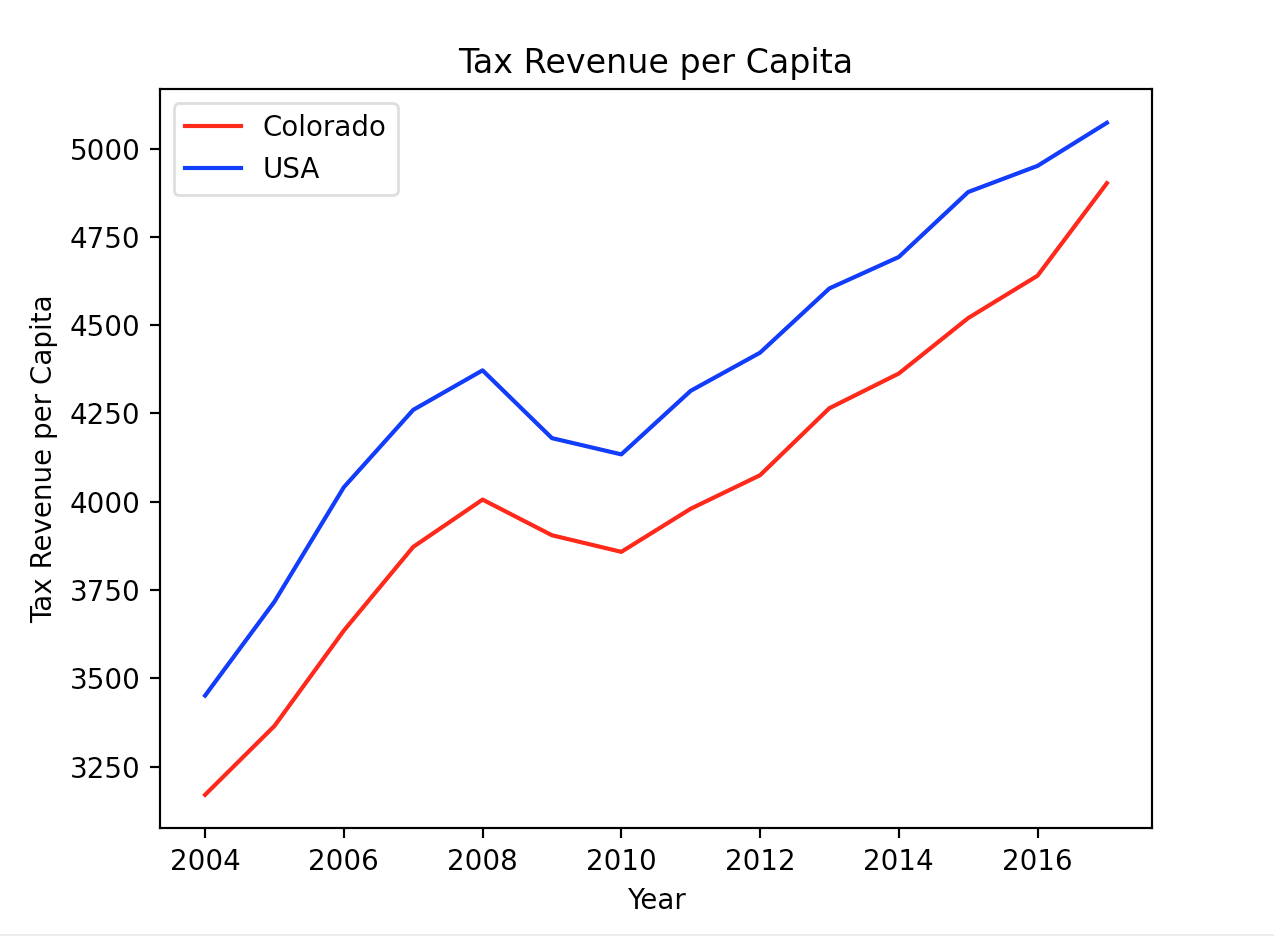 Tax Revenue per Capita
Colorado
USA
5000
4750
4500
4250
4000
3750
3500
3250
Tax Revenue per Capita
2004 2006 2008 2010 2012 2014 2016
Year